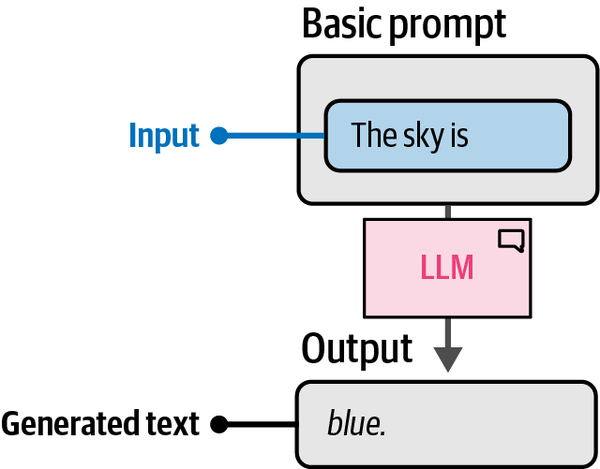 Basic prompt
Input
The sky is
LLM
Output
Generated text
blue.